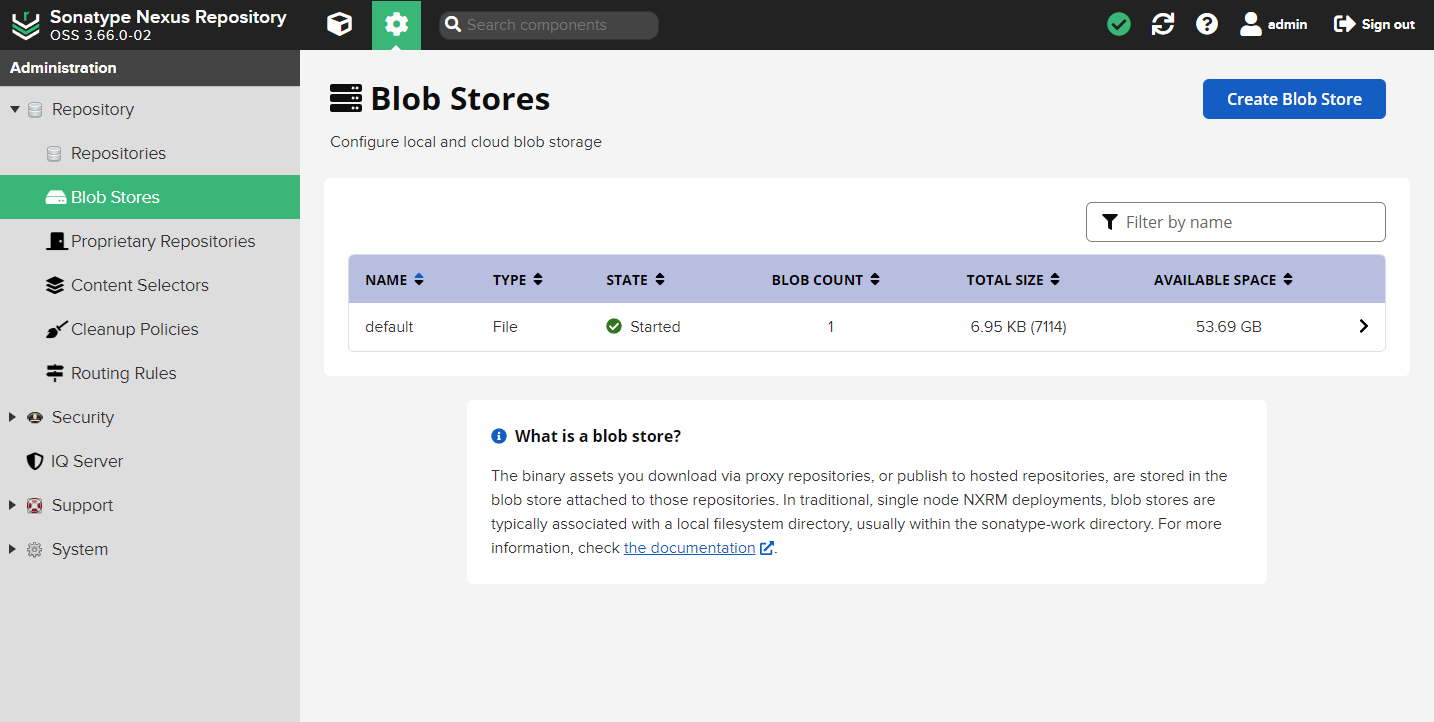 Sonatype Nexus Repository
OSS 3.66.0-02
Search components
admin
Sign out
Administration
Repository
Repositories
Blob Stores
Proprietary Repositories
Content Selectors
Cleanup Policies
Routing Rules
Security
IQ Server
Support
System
Blob Stores
Create Blob Store
Configure local and cloud blob storage
Filter by name
NAME TYPE STATE BLOB COUNT TOTAL SIZE AVAILABLE SPACE
default File Started 1 6.95 KB (7114) 53.69 GB
What is a blob store?
The binary assets you download via proxy repositories, or publish to hosted repositories, are stored in the
blob store attached to those repositories. In traditional, single node NXRM deployments, blob stores are
typically associated with a local filesystem directory, usually within the sonatype-work directory. For more
information, check the documentation.